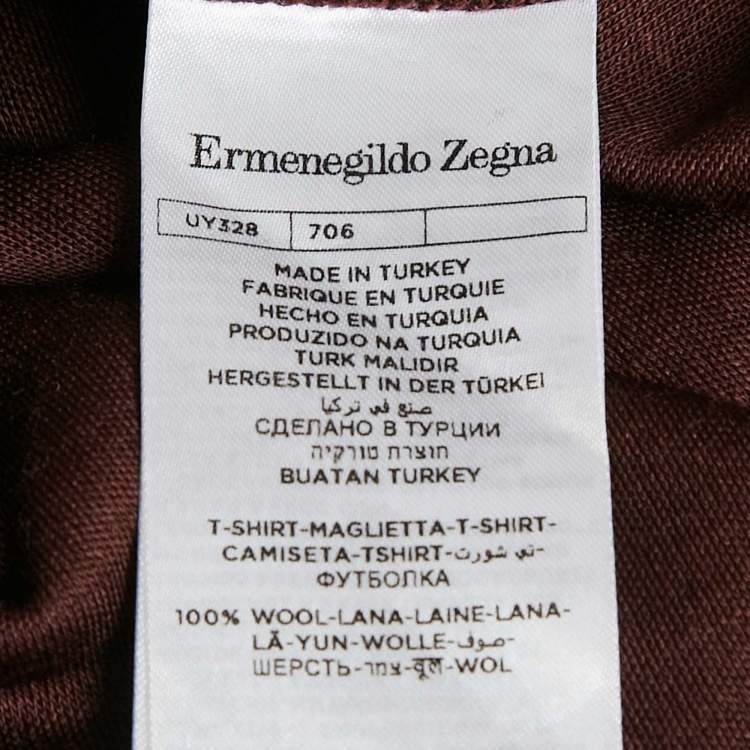 Ermenegildo Zegna
UY328 706
MADE IN TURKEY
FABRIQUE EN TURQUIE
HECHO EN TURQUIA
PRODUZIDO NA TURQUIA
TURK MALIDIR
HERGESTELLT IN DER TÜRKEI
صنع في تركيا
СДЕЛАНО В ТУРЦИИ
תוצרת טורקיה
BUATAN TURKEY
T-SHIRT-MAGLIETTA-T-SHIRT-
CAMISETA-TSHIRT-تي شورت-
ФУТБОЛКА
100% WOOL-LANA-LAINE-LANA-
LÃ-YUN-WOLLE-صوف-
ШЕРСТЬ-צמר-वूल-WOL